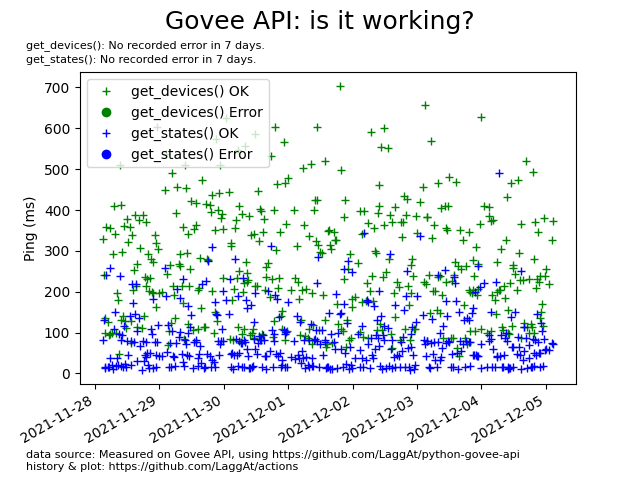 Govee API: is it working?
get_devices(): No recorded error in 7 days.
get_states(): No recorded error in 7 days.
get_devices() OK
get_devices() Error
get_states() OK
get_states() Error
Ping (ms)
700
600
500
400
300
200
100
0
2021-11-28
2021-11-29
2021-11-30
2021-12-01
2021-12-02
2021-12-03
2021-12-04
2021-12-05
data source: Measured on Govee API, using https://github.com/LaggAt/python-govee-api
history & plot: https://github.com/LaggAt/actions